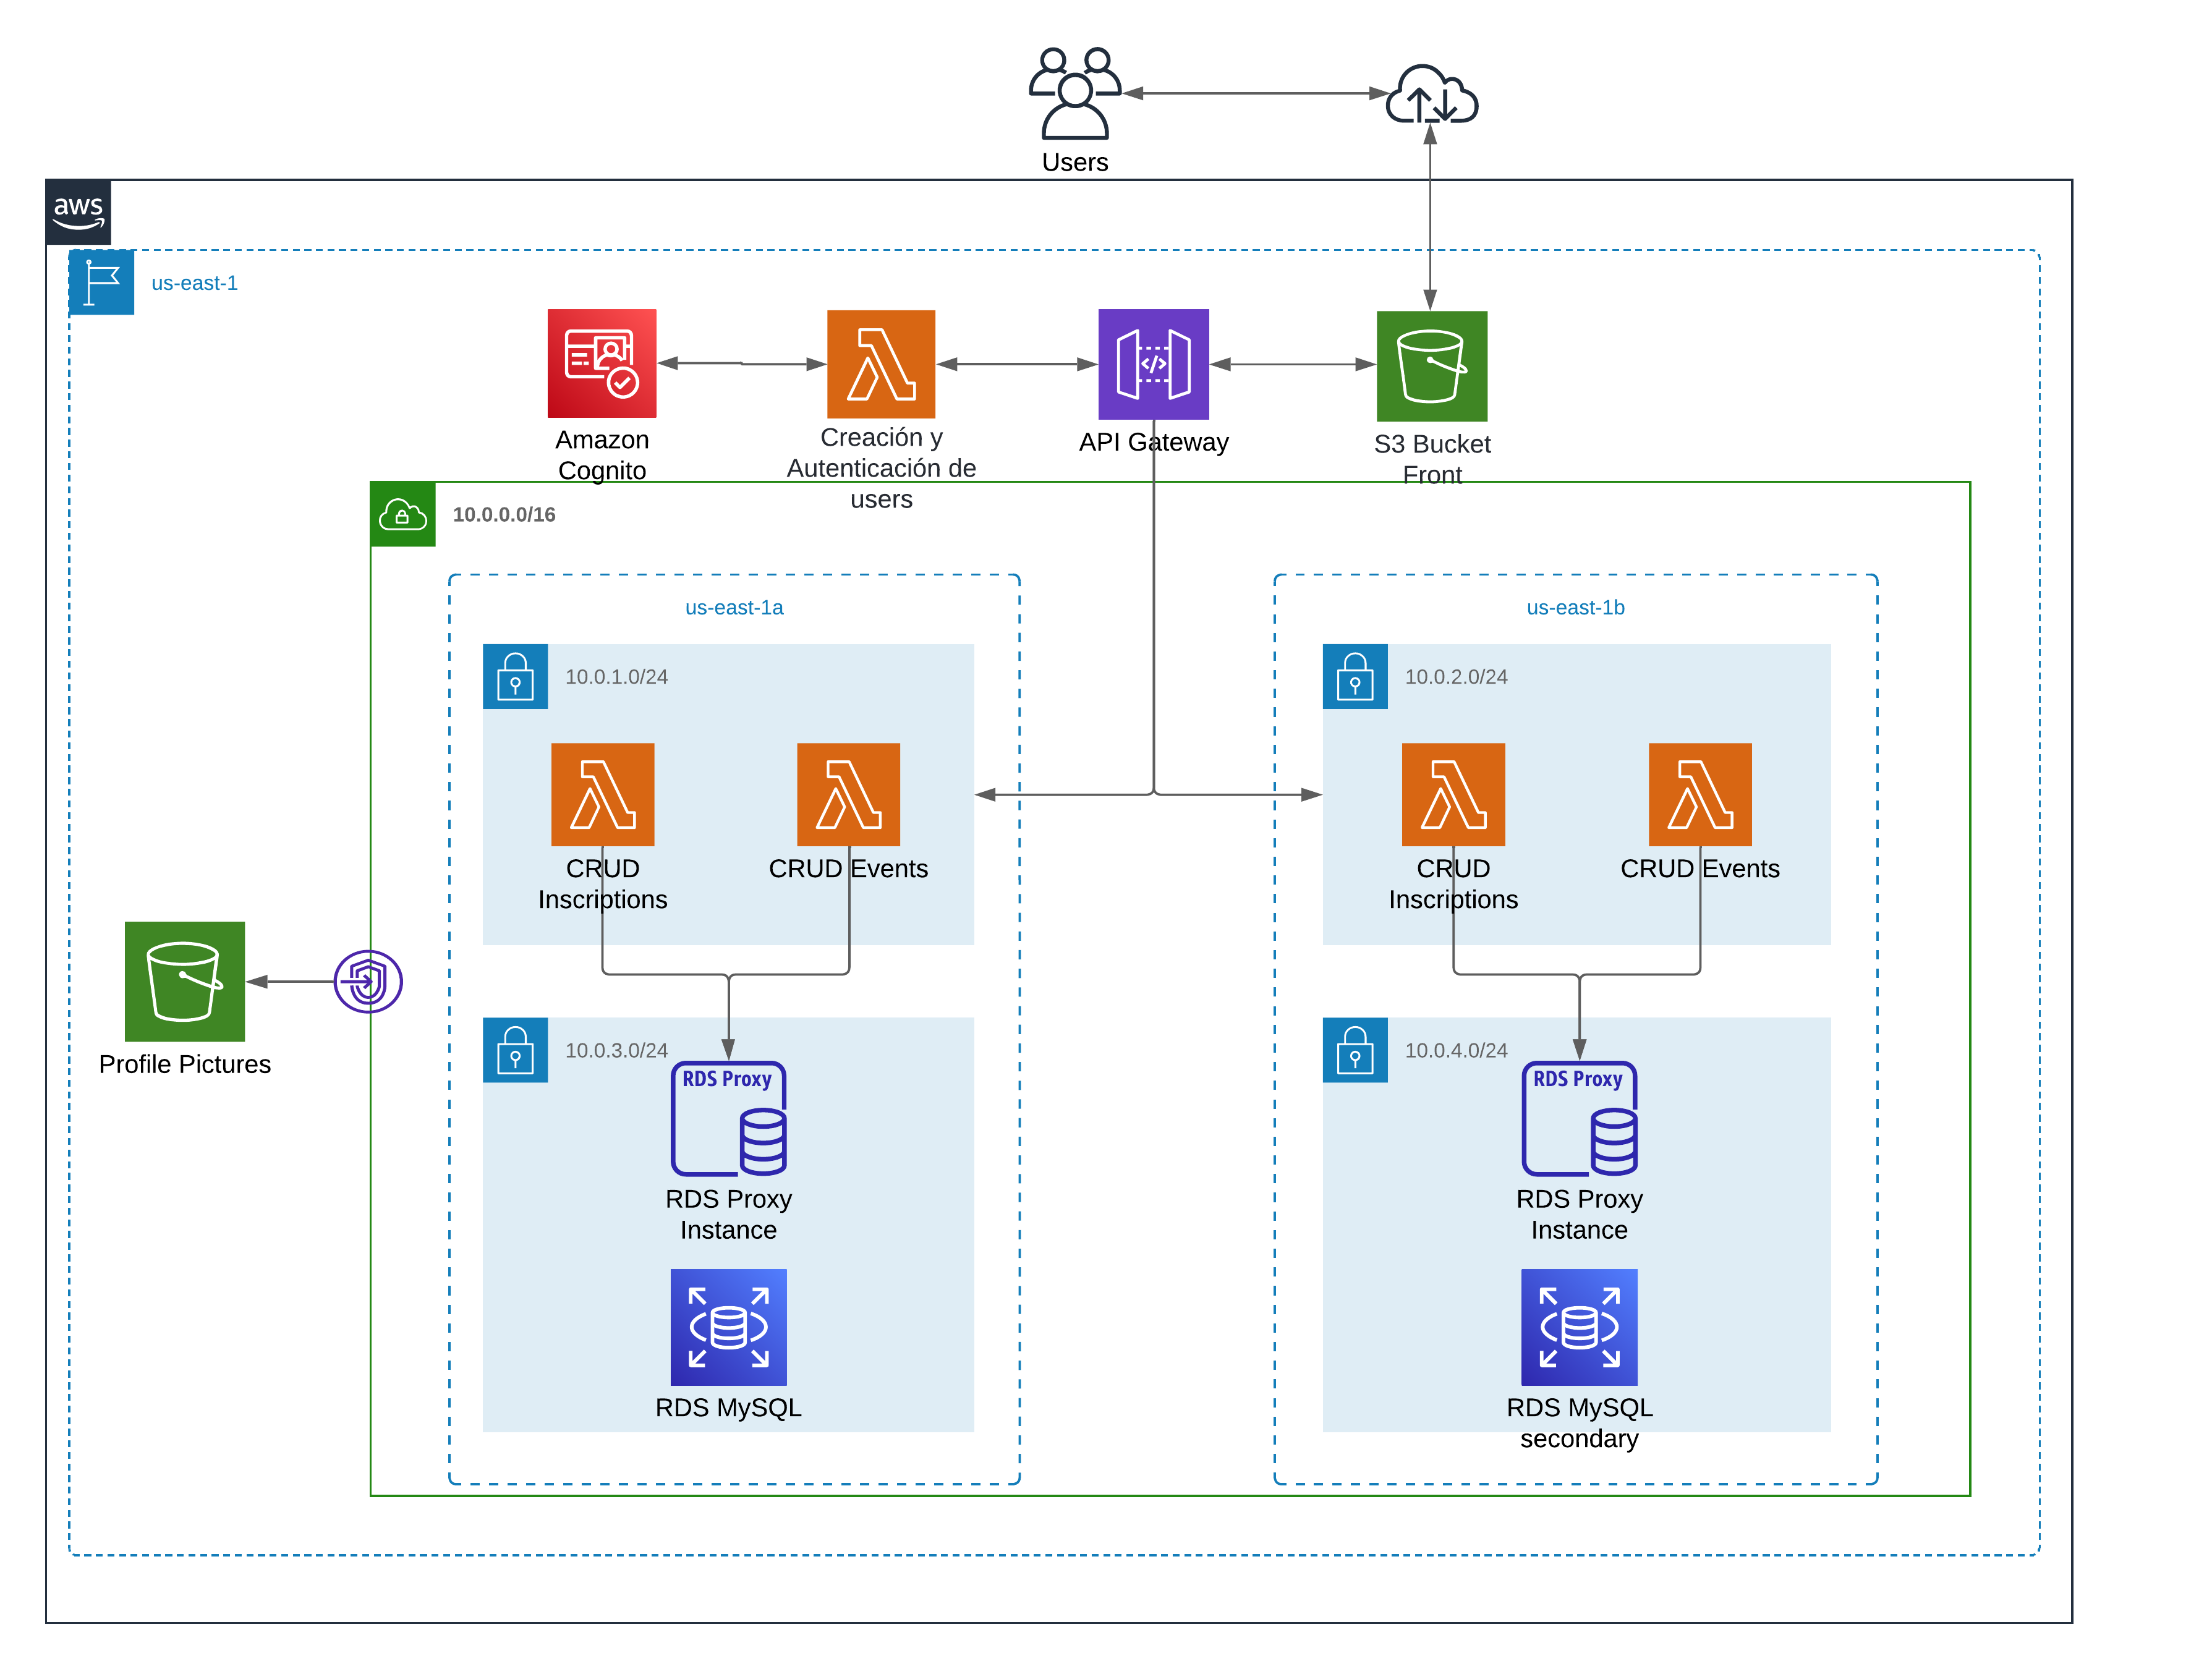 Users
aws
us-east-1
Amazon
Cognito
Creación y
Autenticación de
users
API Gateway
S3 Bucket
Front
10.0.0.0/16
us-east-1a
us-east-1b
10.0.1.0/24
10.0.2.0/24
CRUD
Inscriptions
CRUD Events
CRUD
Inscriptions
CRUD Events
Profile Pictures
10.0.3.0/24
RDS Proxy
RDS Proxy
Instance
RDS MySQL
10.0.4.0/24
RDS Proxy
RDS Proxy
Instance
RDS MySQL
secondary